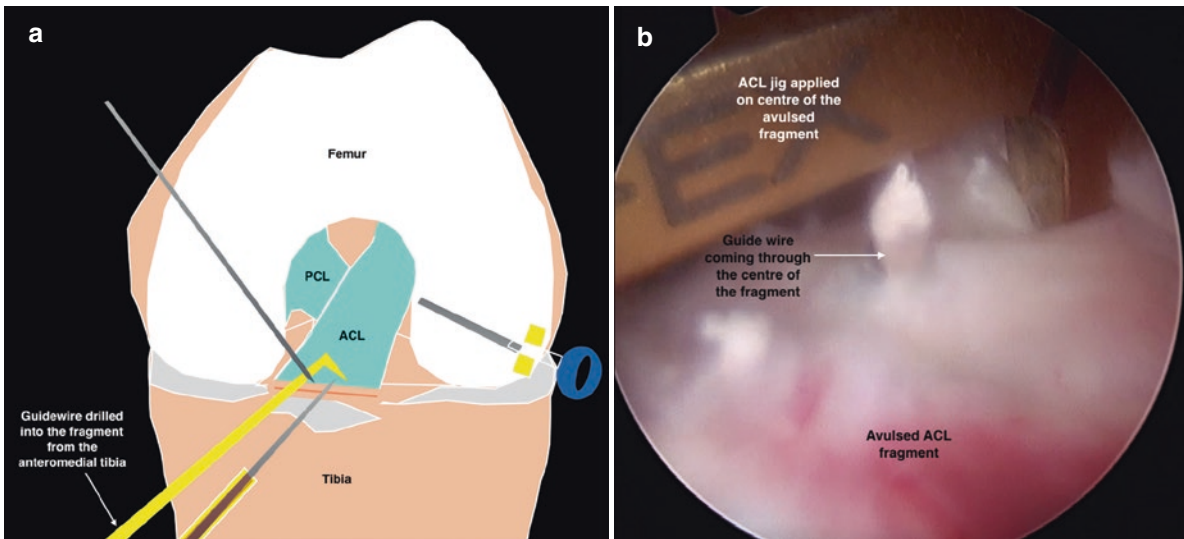 a
Femur
PCL
ACL
Guidewire drilled
into the fragment
from the
anteromedial tibia
Tibia
b
ACL jig applied
on centre of the
avulsed
fragment
EX
Guide wire
coming through
the centre of
the fragment
Avulsed ACL
fragment